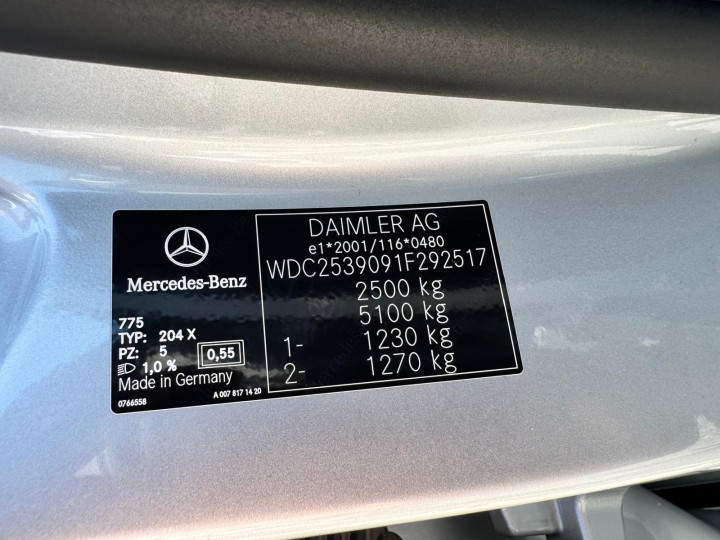 Mercedes-Benz
775
TYP: 204 X
PZ: 5
1,0 %
0,55
Made in Germany
0766558
A 007 817 14 20
DAIMLER AG
e1*2001/116*0480
WDC2539091F292517
2500 kg
5100 kg
1- 1230 kg
2- 1270 kg